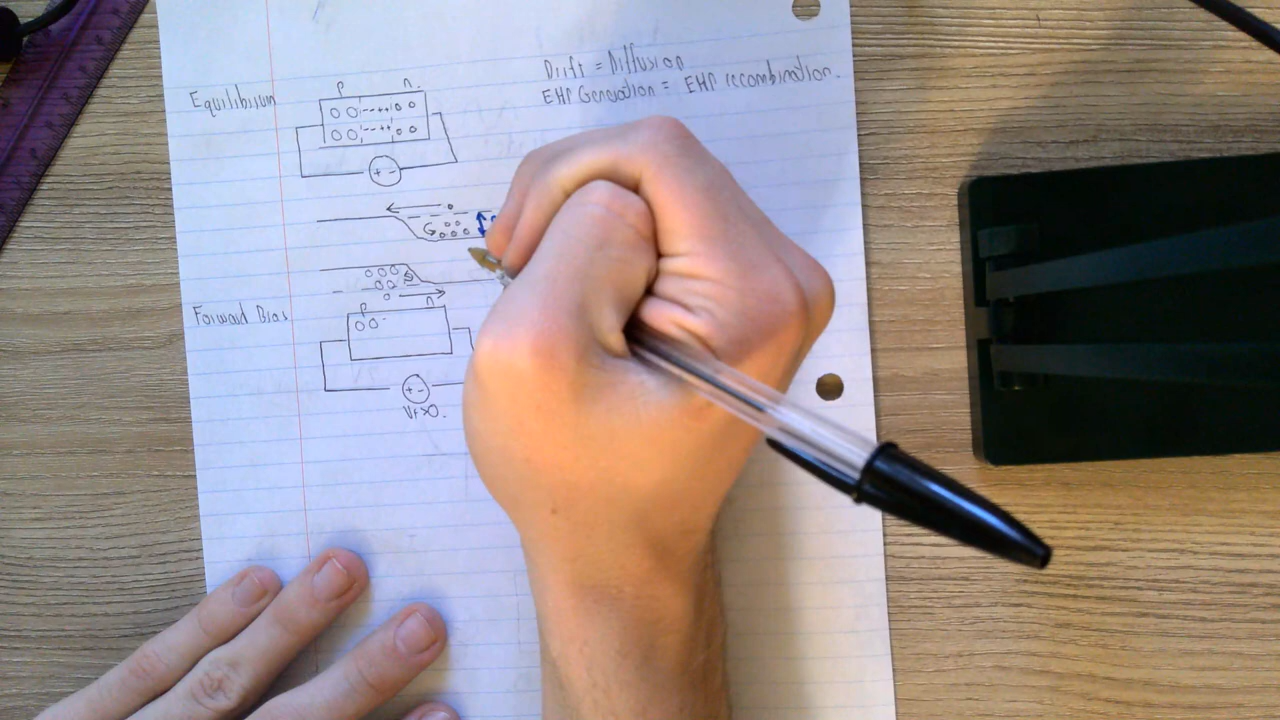 Drift = Diffusion
EHP Generation = EHP recombination.
Equilibrium
p n.
+ -
Forward Bias
p n
+ -
Vf>0.